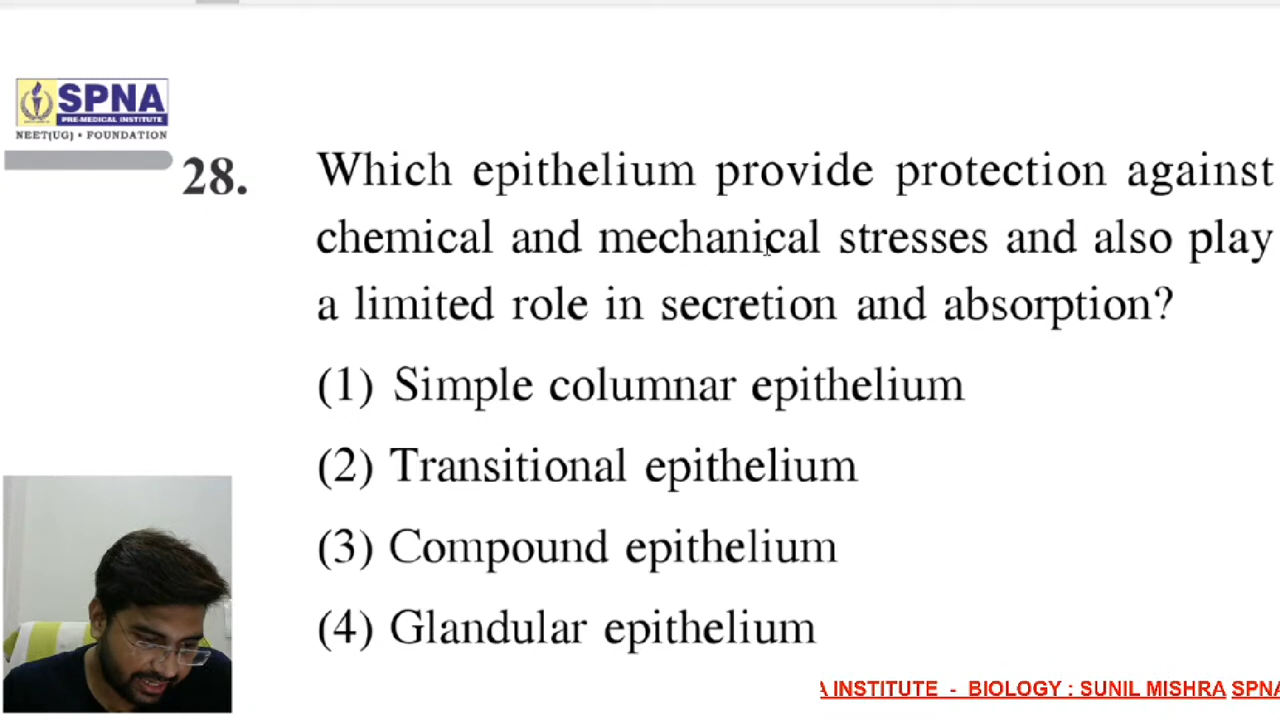 SPNA
PRE-MEDICAL INSTITUTE
NEET(UG) • FOUNDATION
28. Which epithelium provide protection against
chemical and mechanical stresses and also play
a limited role in secretion and absorption?
(1) Simple columnar epithelium
(2) Transitional epithelium
(3) Compound epithelium
(4) Glandular epithelium
INSTITUTE - BIOLOGY : SUNIL MISHRA SPNA